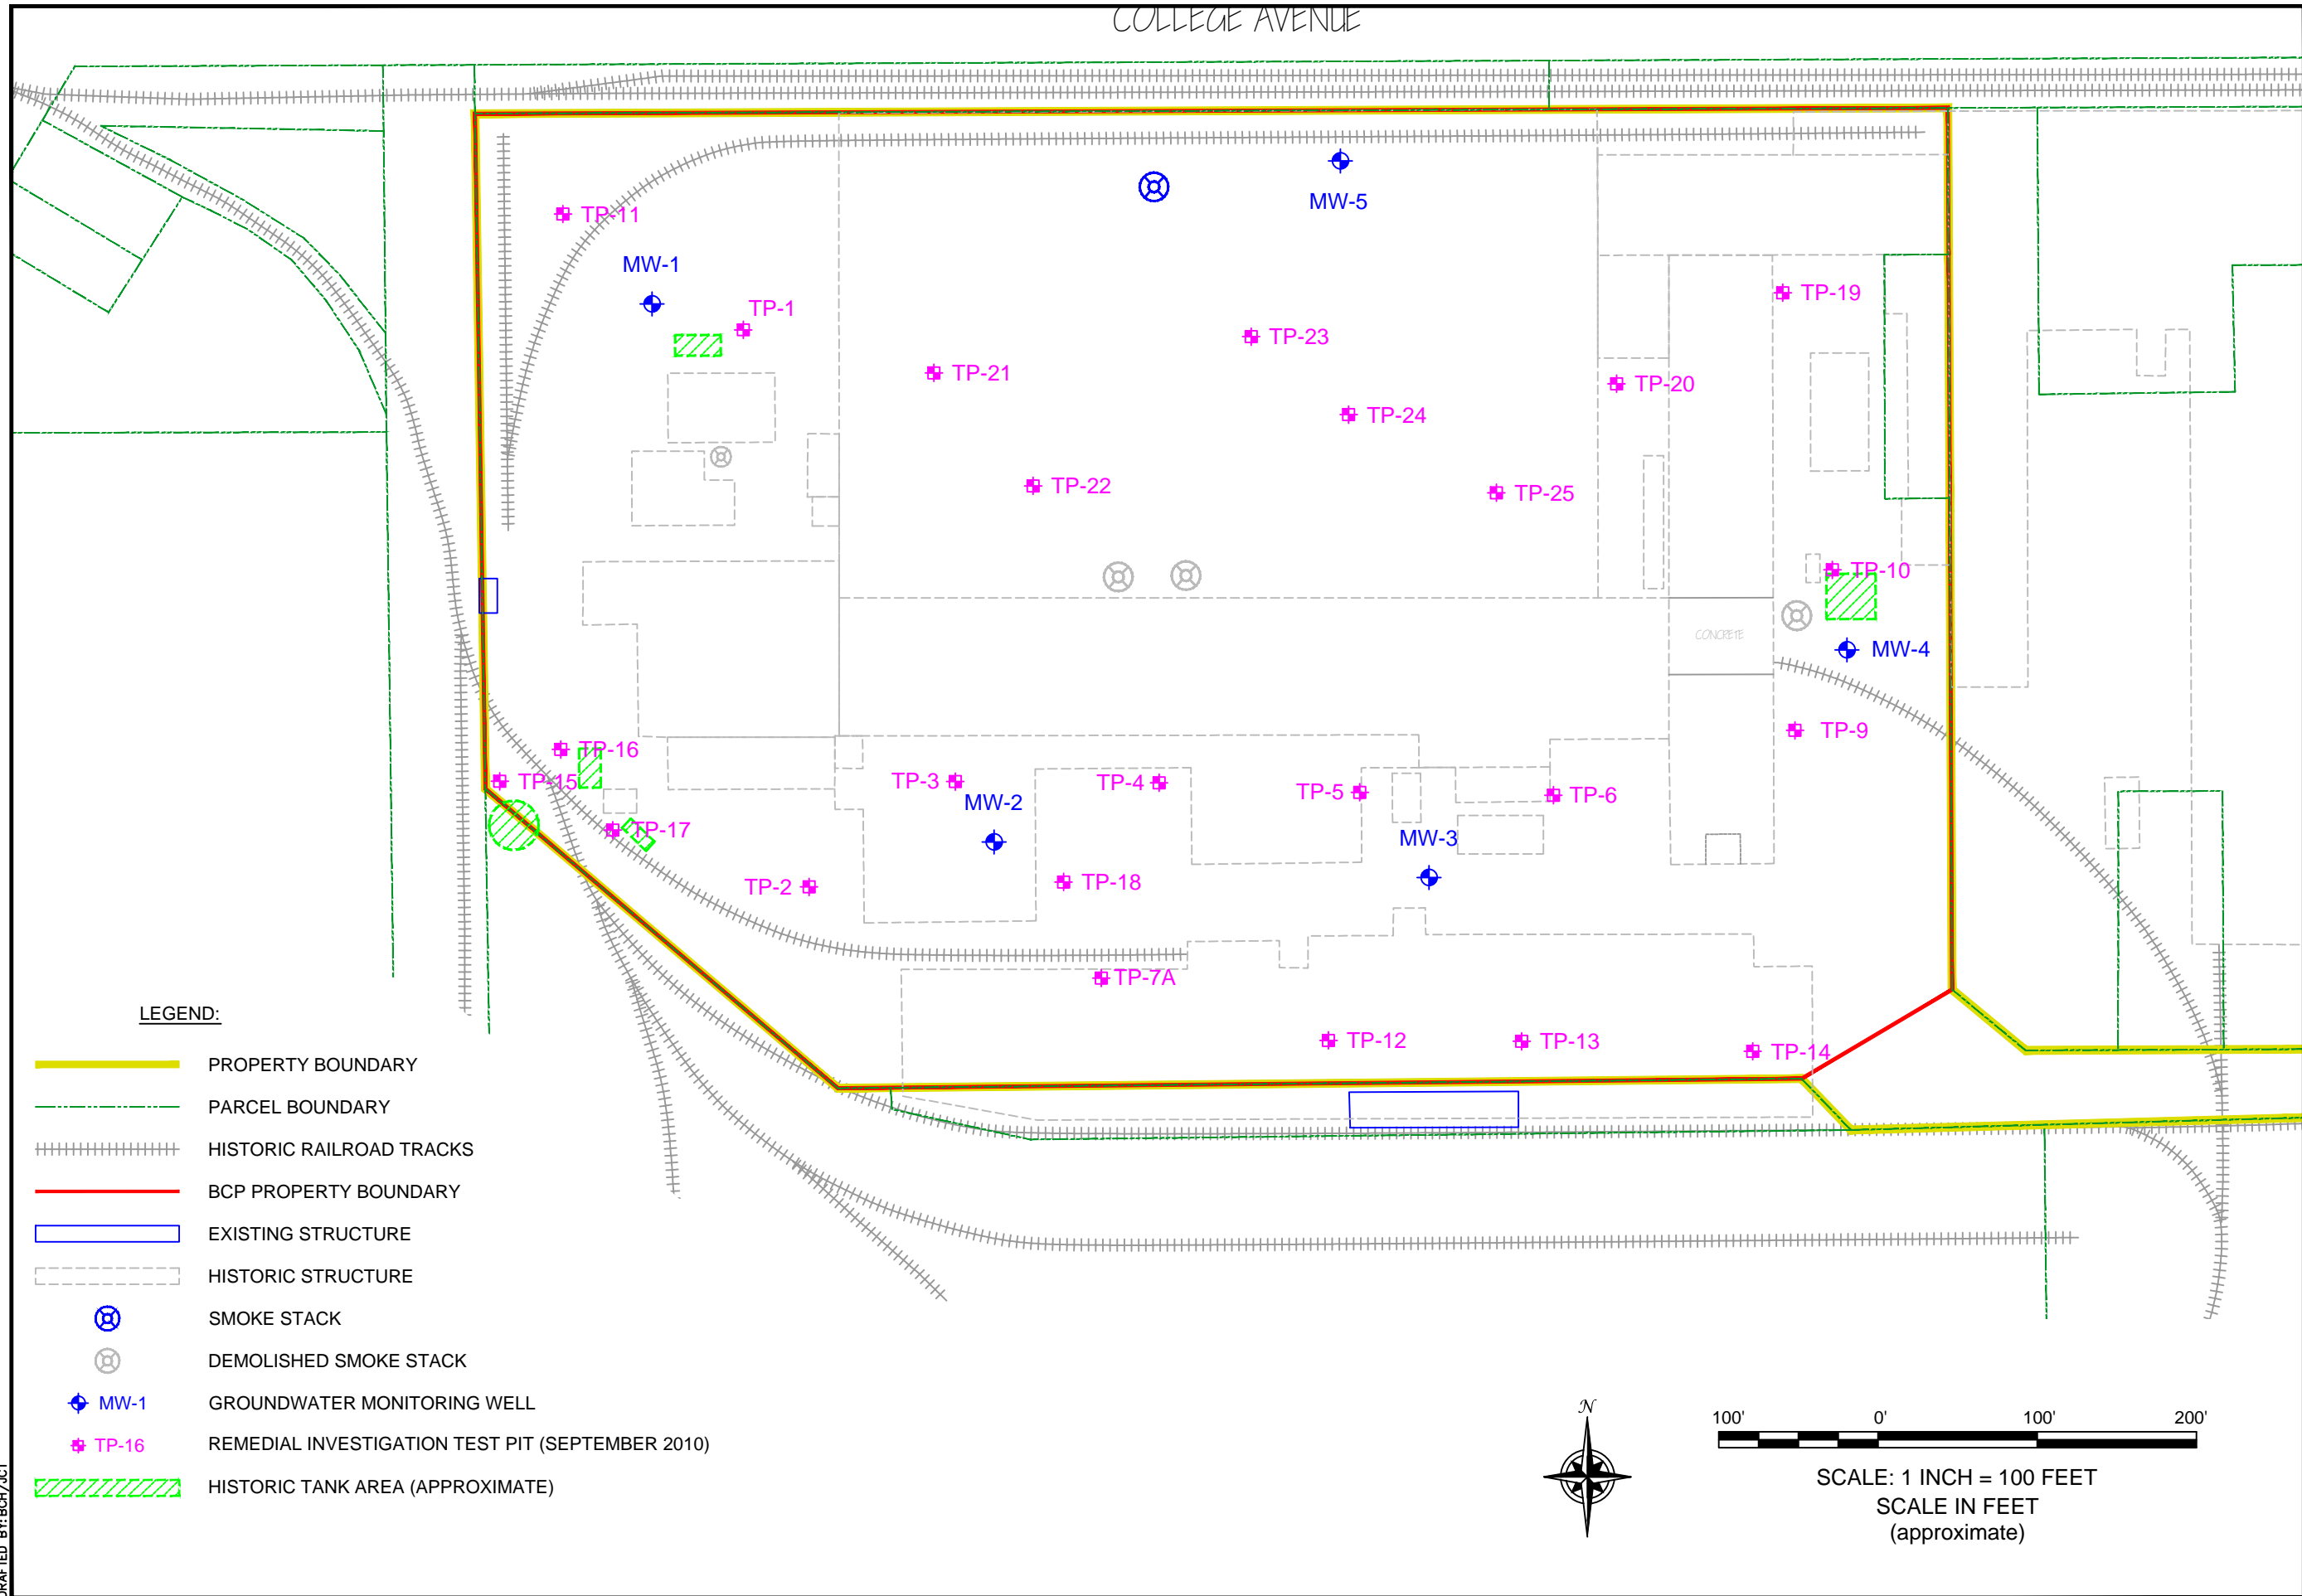 COLLEGE AVENUE
MW-5
TP-11
MW-1
TP-19
TP-1
TP-23
TP-21
TP-20
TP-24
TP-22
TP-25
TP-10
CONCRETE
MW-4
TP-9
TP-16
TP-15
TP-3
TP-4
TP-5
TP-6
MW-2
TP-17
MW-3
TP-2
TP-18
TP-7A
TP-12
TP-13
TP-14
LEGEND:
PROPERTY BOUNDARY
PARCEL BOUNDARY
HISTORIC RAILROAD TRACKS
BCP PROPERTY BOUNDARY
EXISTING STRUCTURE
HISTORIC STRUCTURE
SMOKE STACK
DEMOLISHED SMOKE STACK
MW-1 GROUNDWATER MONITORING WELL
TP-16 REMEDIAL INVESTIGATION TEST PIT (SEPTEMBER 2010)
HISTORIC TANK AREA (APPROXIMATE)
N
100' 0' 100' 200'
SCALE: 1 INCH = 100 FEET
SCALE IN FEET
(approximate)
DRAFTED BY: BCH/JCT